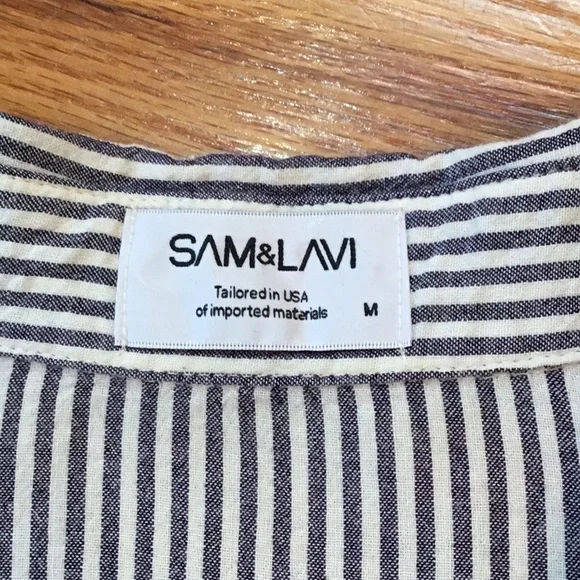 SAM&LAVI
Tailored in USA
of imported materials
M